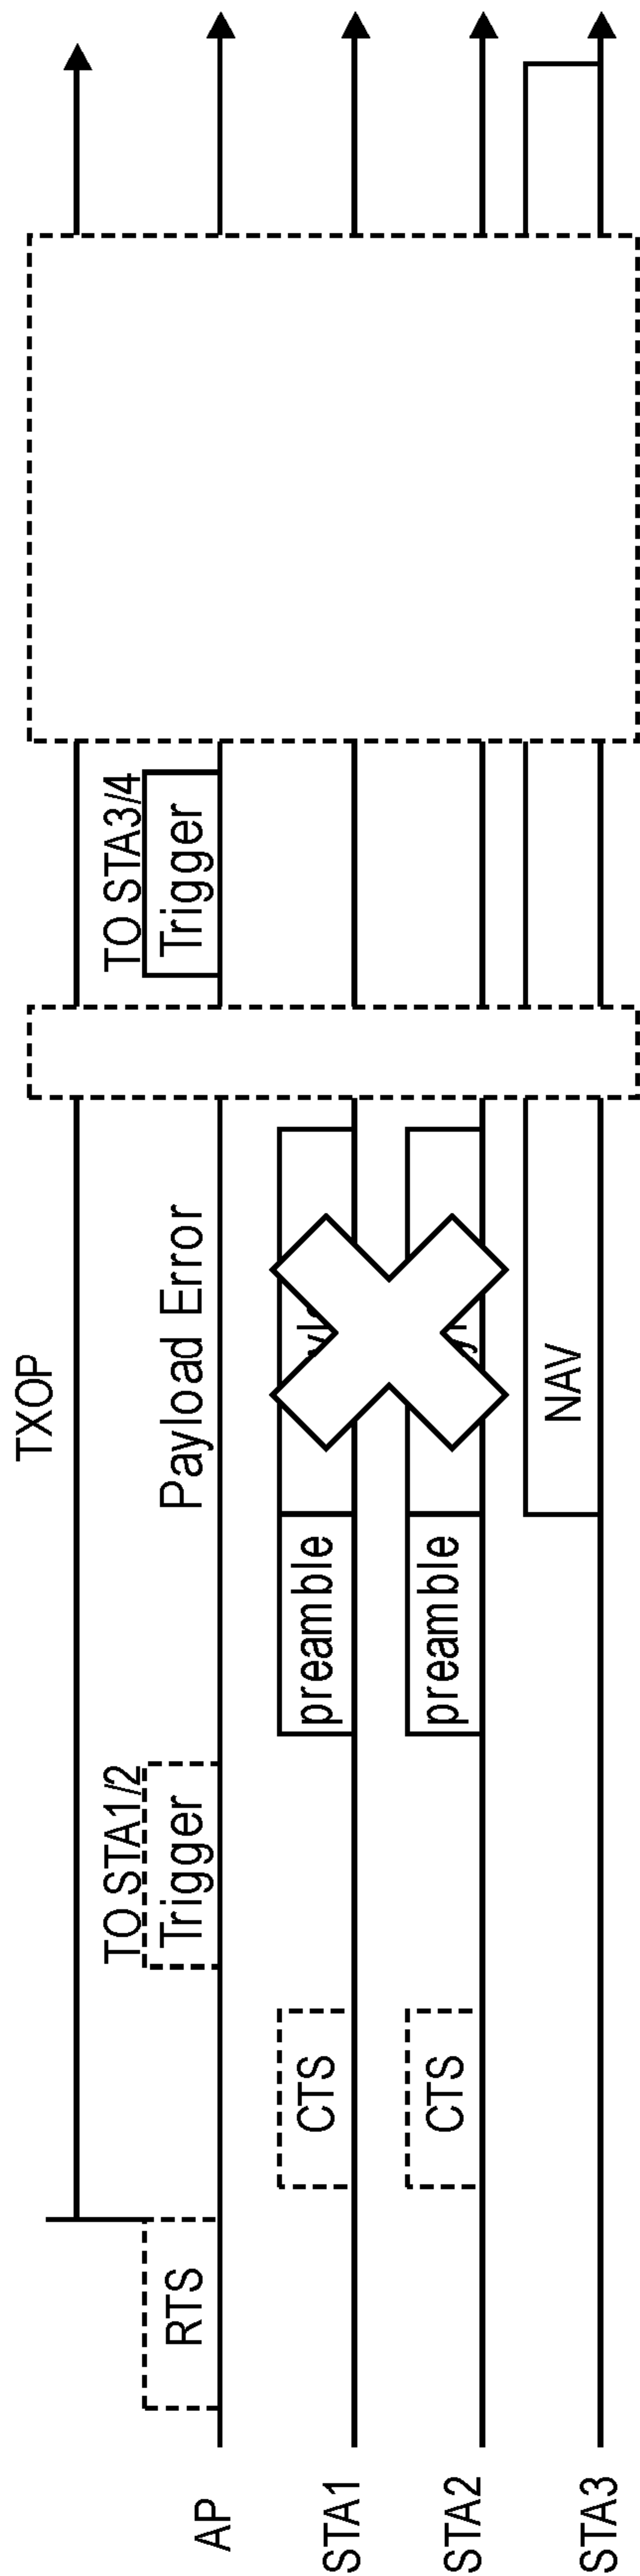 TXOP
AP
RTS
TO STA1/2
Trigger
Payload Error
TO STA3/4
Trigger
STA1
CTS
preamble
STA2
CTS
preamble
STA3
NAV